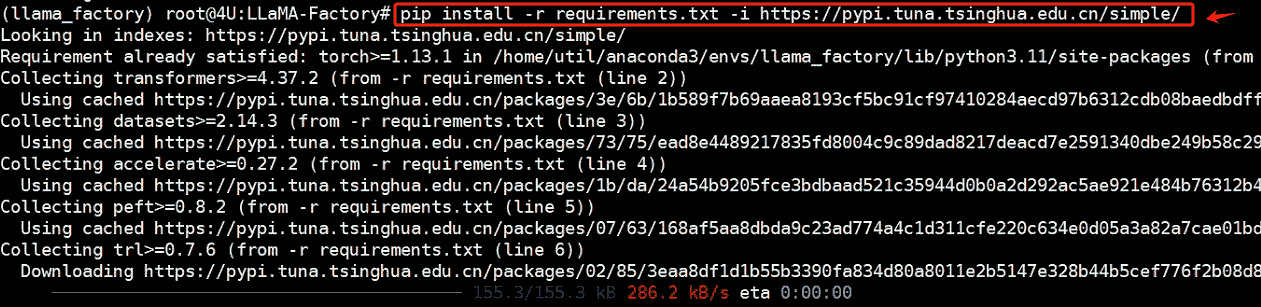 (llama_factory) root@4U:LLaMA-Factory# pip install -r requirements.txt -i https://pypi.tuna.tsinghua.edu.cn/simple/
Looking in indexes: https://pypi.tuna.tsinghua.edu.cn/simple/
Requirement already satisfied: torch>=1.13.1 in /home/util/anaconda3/envs/llama_factory/lib/python3.11/site-packages (from
Collecting transformers>=4.37.2 (from -r requirements.txt (line 2))
Using cached https://pypi.tuna.tsinghua.edu.cn/packages/3e/6b/1b589f7b69aaea8193cf5bc91cf97410284aecd97b6312cdb08baedbdff
Collecting datasets>=2.14.3 (from -r requirements.txt (line 3))
Using cached https://pypi.tuna.tsinghua.edu.cn/packages/73/75/ead8e4489217835fd8004c9c89dad8217deacd7e2591340dbe249b58c29
Collecting accelerate>=0.27.2 (from -r requirements.txt (line 4))
Using cached https://pypi.tuna.tsinghua.edu.cn/packages/1b/da/24a54b9205fce3bdbaad521c35944d0b0a2d292ac5ae921e484b76312b4
Collecting peft>=0.8.2 (from -r requirements.txt (line 5))
Using cached https://pypi.tuna.tsinghua.edu.cn/packages/07/63/168af5aa8dbda9c23ad774a4c1d311cfe220c634e0d05a3a82a7cae01bd
Collecting trl>=0.7.6 (from -r requirements.txt (line 6))
Downloading https://pypi.tuna.tsinghua.edu.cn/packages/02/85/3eaa8df1d1b55b3390fa834d80a8011e2b5147e328b44b5cef776f2b08d8
155.3/155.3 kB 286.2 kB/s eta 0:00:00